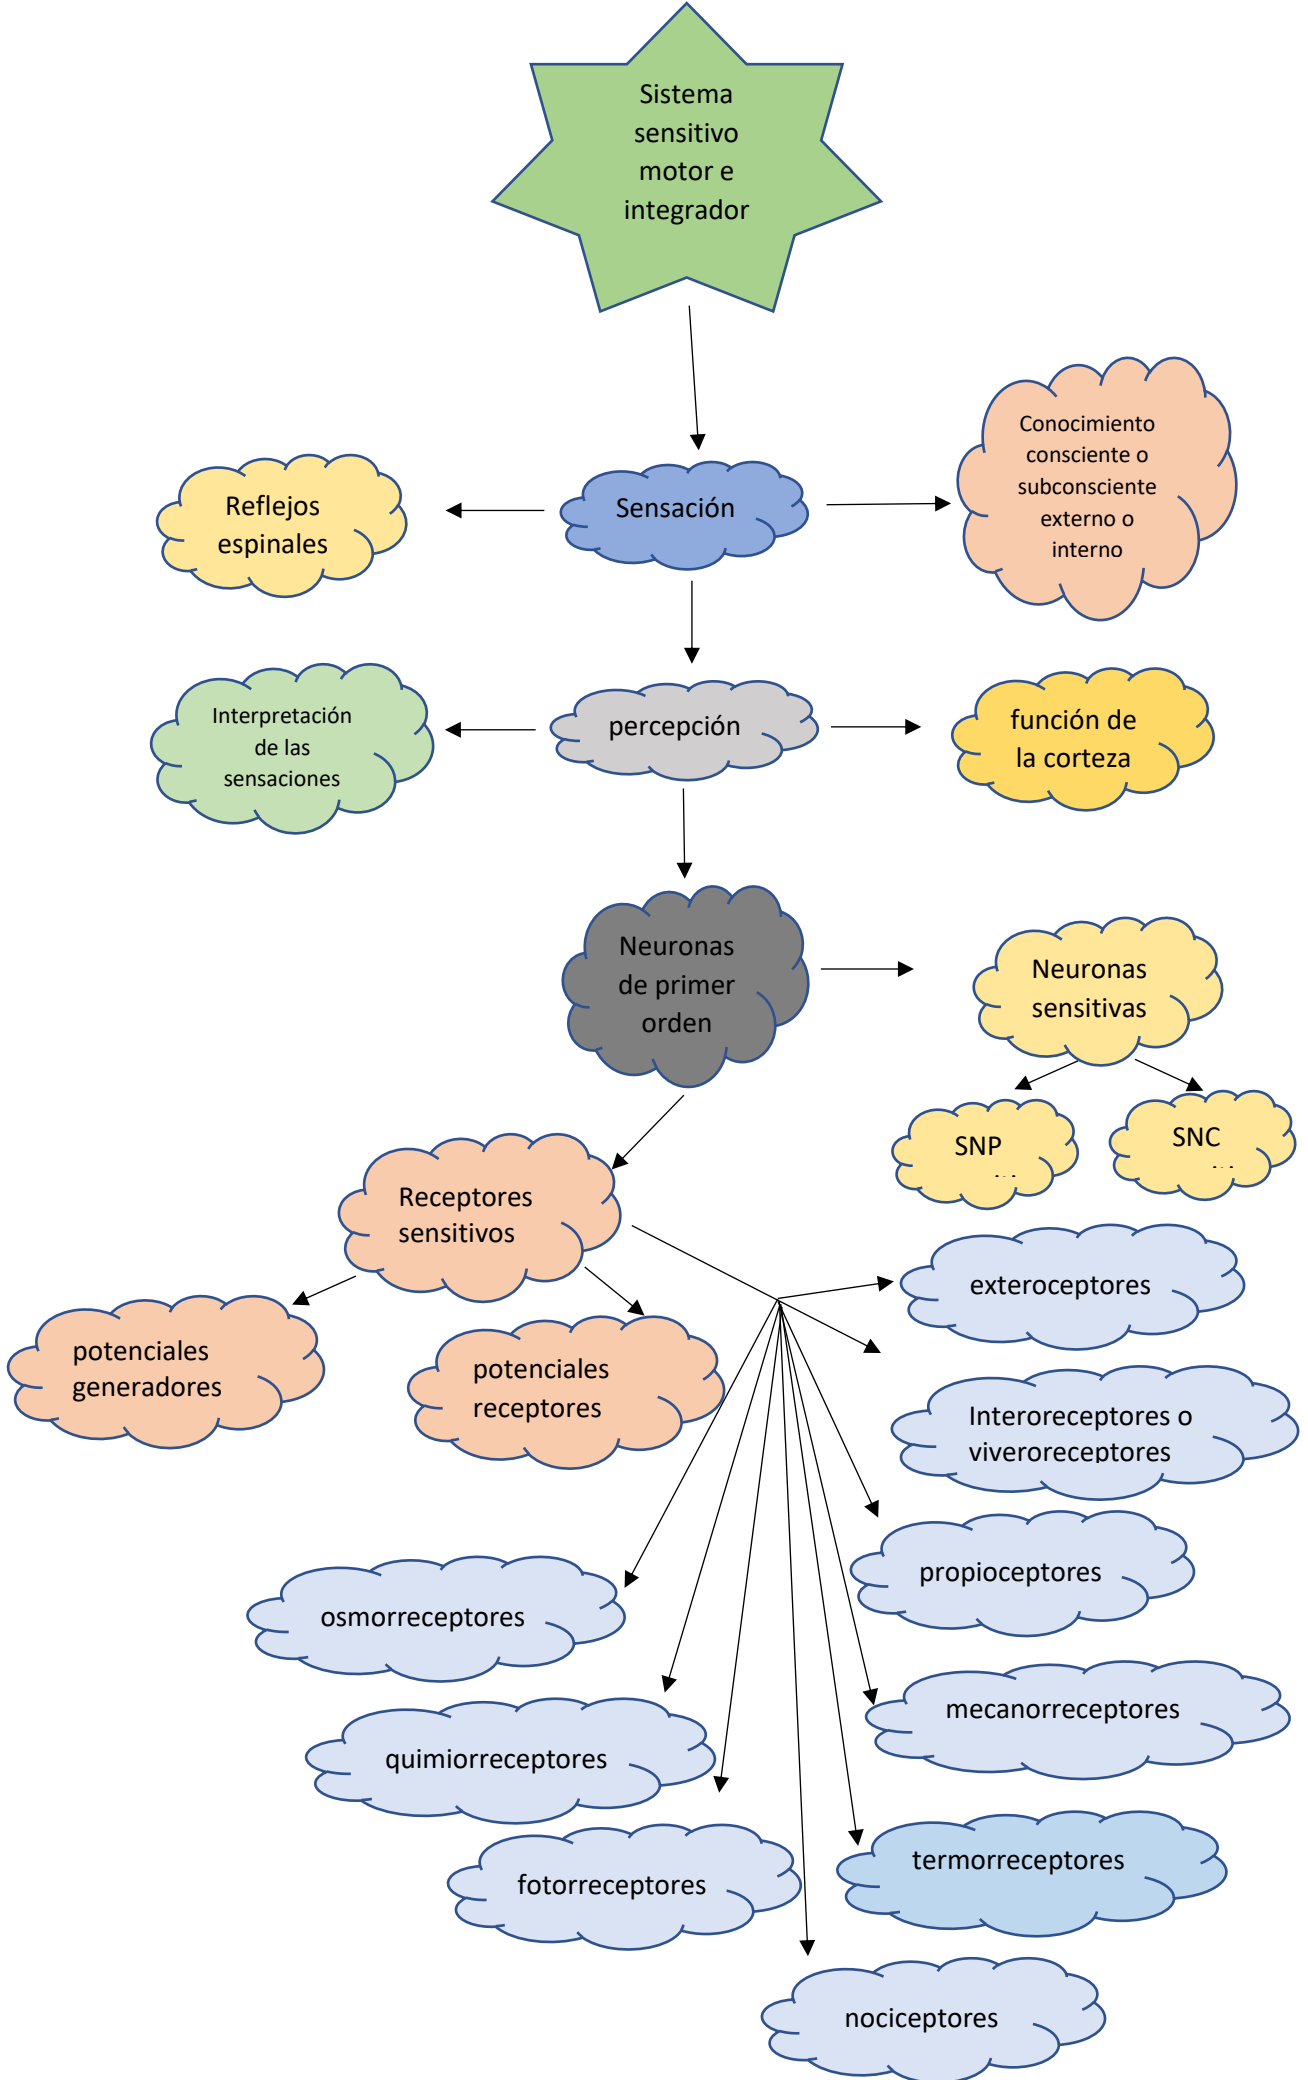 Sistema
sensitivo
motor e
integrador
Conocimiento
consciente o
subconsciente
externo o
interno
Reflejos
espinales
Sensación
Interpretación
de las
sensaciones
percepción
función de
la corteza
Neuronas
de primer
orden
Neuronas
sensitivas
SNP
SNC
Receptores
sensitivos
exteroceptores
potenciales
generadores
potenciales
receptores
Interoreceptores o
viveroreceptores
propioceptores
osmorreceptores
mecanorreceptores
quimiorreceptores
termorreceptores
fotorreceptores
nociceptores